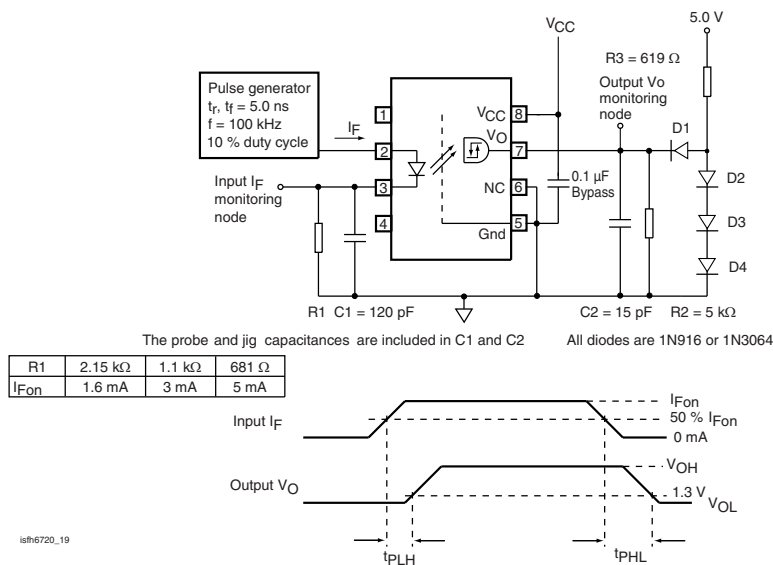 VCC
5.0 V
R3 = 619 Ω
Output Vo
monitoring
node
Pulse generator
tr, tf = 5.0 ns
f = 100 kHz
10 % duty cycle
IF
1
2
3
4
VCC
8
VO
7
NC
6
Gnd
5
D1
D2
D3
D4
0.1 µF
Bypass
Input IF
monitoring
node
R1 C1 = 120 pF
C2 = 15 pF
R2 = 5 kΩ
The probe and jig capacitances are included in C1 and C2
All diodes are 1N916 or 1N3064
R1 2.15 kΩ 1.1 kΩ 681 Ω
IFon 1.6 mA 3 mA 5 mA
Input IF
IFon
50 % IFon
0 mA
Output VO
VOH
1.3 V
VOL
tPLH
tPHL
isfh6720_19